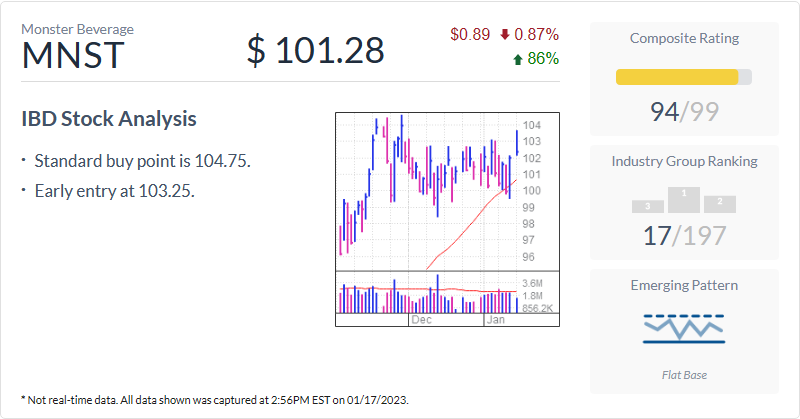 Monster Beverage
MNST
$ 101.28
$0.89 0.87%
86%
IBD Stock Analysis
• Standard buy point is 104.75.
• Early entry at 103.25.
104
103
102
101
100
99
98
97
96
3.6M
1.8M
856.2K
Dec Jan
* Not real-time data. All data shown was captured at 2:56PM EST on 01/17/2023.
Composite Rating
94/99
Industry Group Ranking
3 1 2
17/197
Emerging Pattern
Flat Base